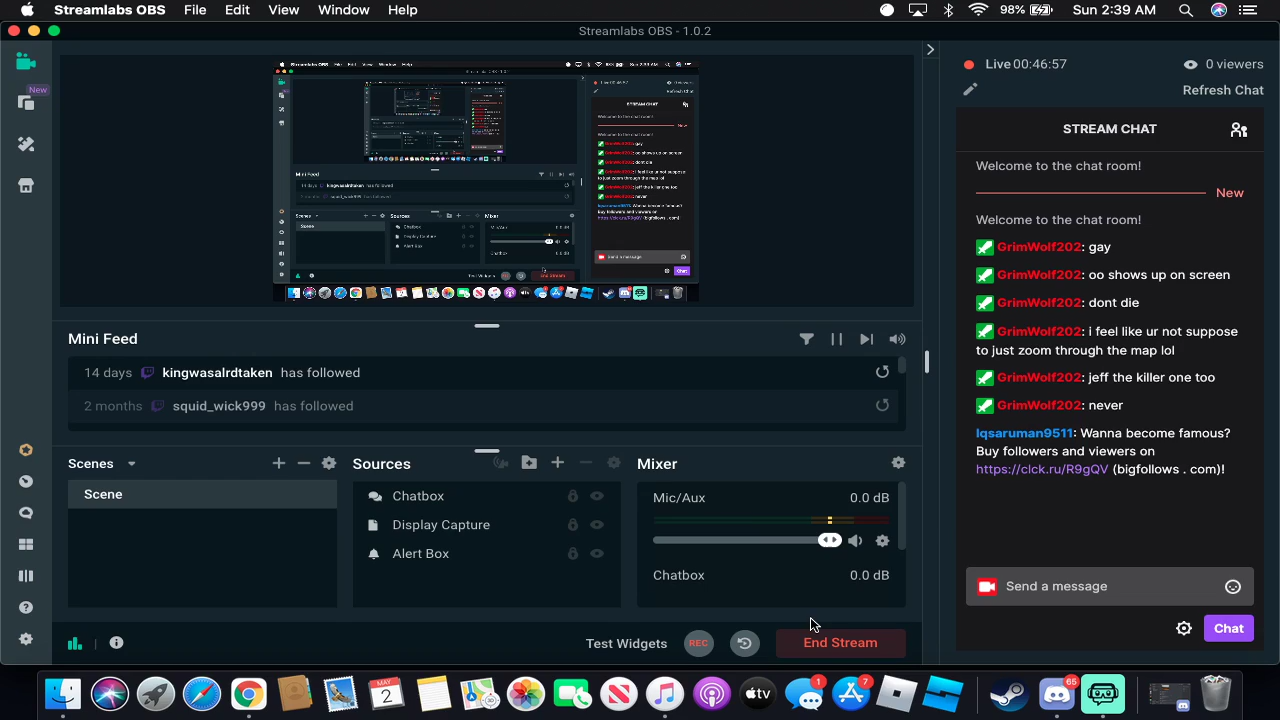 Streamlabs OBS File Edit View Window Help 98% Sun 2:39 AM
Streamlabs OBS - 1.0.2
New
Live 00:46:57 0 viewers
Refresh Chat
STREAM CHAT
Welcome to the chat room!
New
Welcome to the chat room!
GrimWolf202: gay
GrimWolf202: oo shows up on screen
GrimWolf202: dont die
GrimWolf202: i feel like ur not suppose
to just zoom through the map lol
GrimWolf202: jeff the killer one too
GrimWolf202: never
Iqsaruman9511: Wanna become famous?
Buy followers and viewers on
https://clck.ru/R9gQV (bigfollows . com)!
Send a message
Chat
Mini Feed
14 days kingwasalrdtaken has followed
2 months squid_wick999 has followed
Scenes
Scene
Sources
Chatbox
Display Capture
Alert Box
Mixer
Mic/Aux 0.0 dB
Chatbox 0.0 dB
Test Widgets REC End Stream
MAY
2
tv
1
7
65